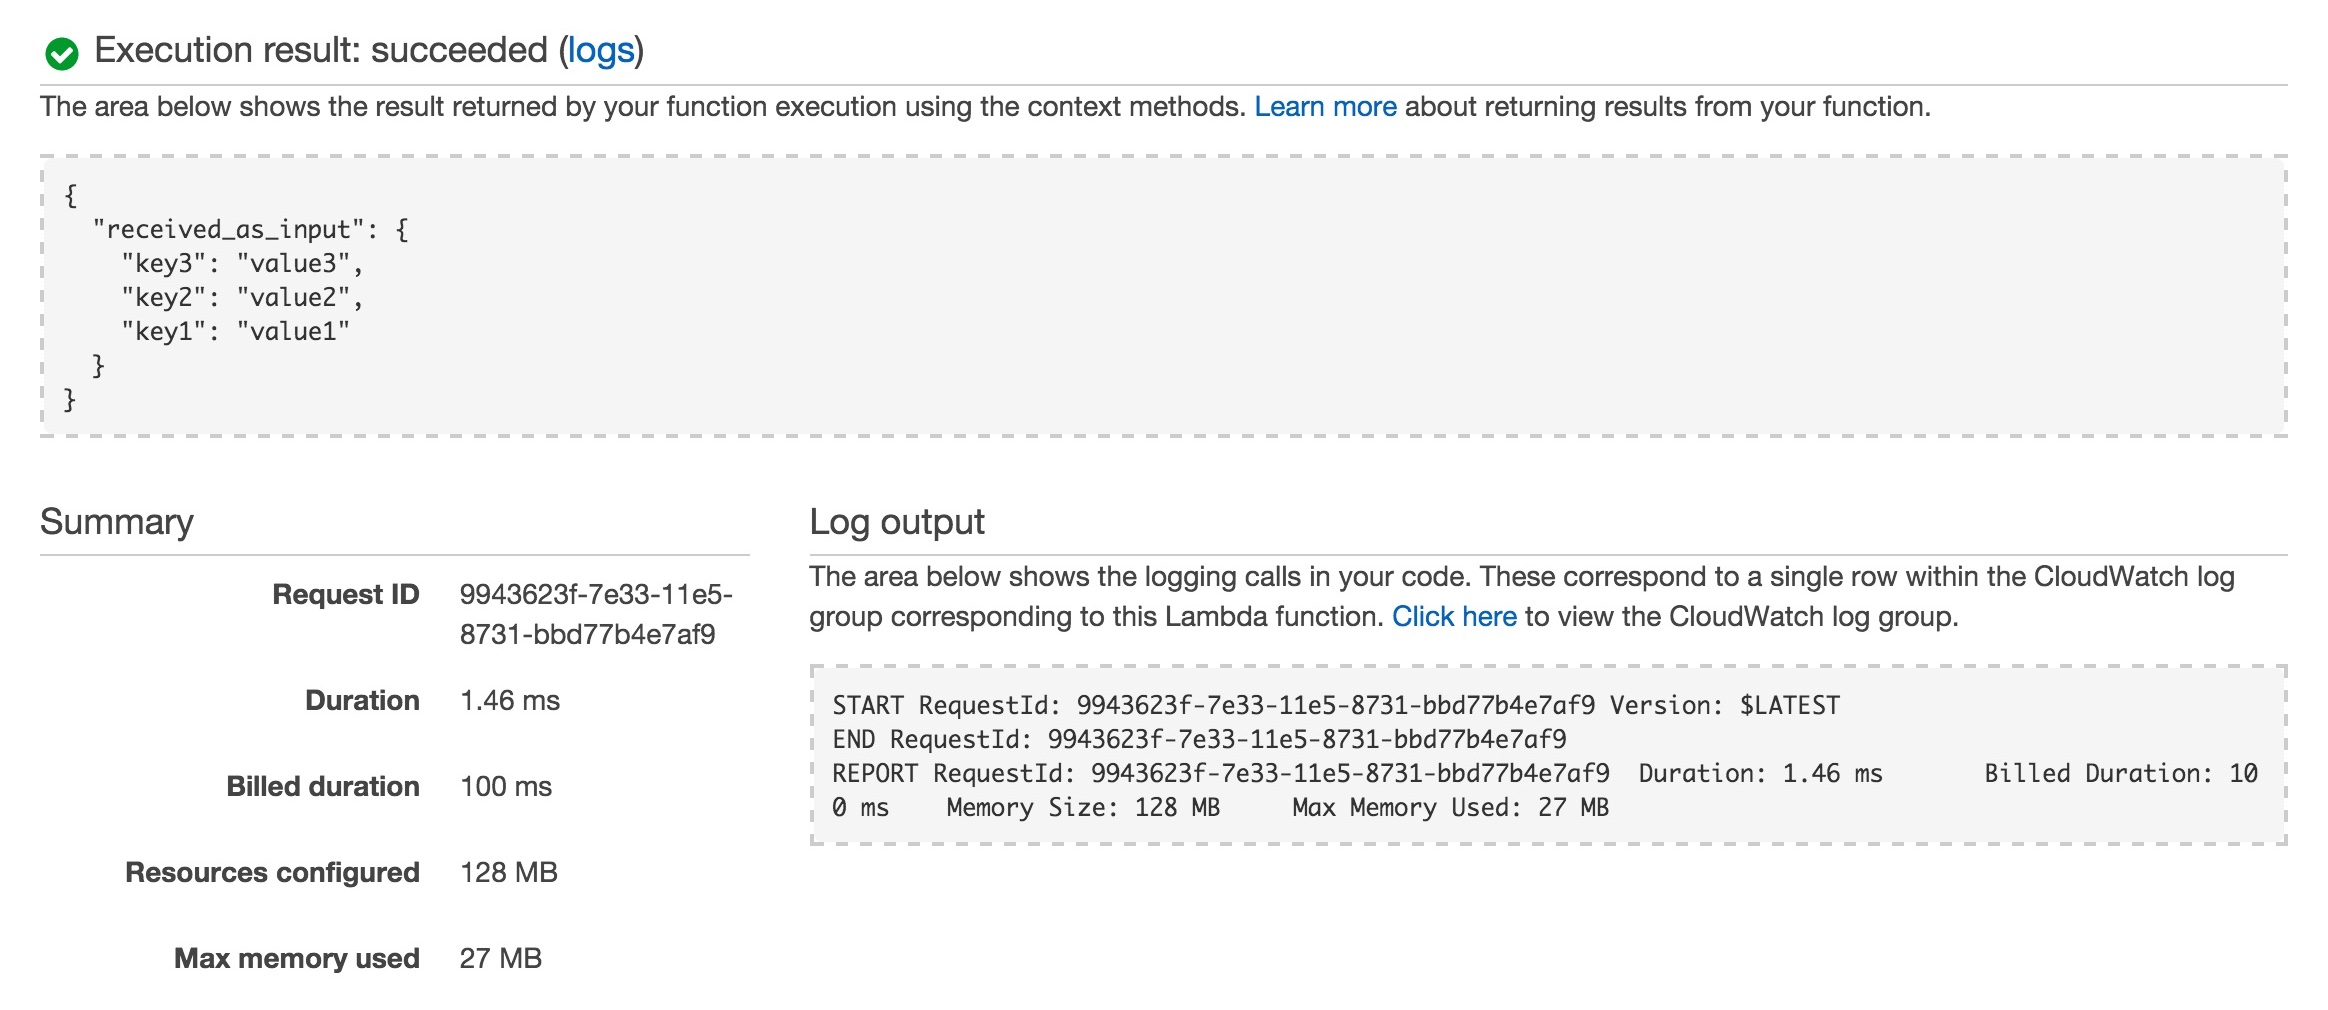 Execution result: succeeded (logs)
The area below shows the result returned by your function execution using the context methods. Learn more about returning results from your function.
{
  "received_as_input": {
    "key3": "value3",
    "key2": "value2",
    "key1": "value1"
  }
}
Summary
Request ID 9943623f-7e33-11e5-
8731-bbd77b4e7af9
Duration 1.46 ms
Billed duration 100 ms
Resources configured 128 MB
Max memory used 27 MB
Log output
The area below shows the logging calls in your code. These correspond to a single row within the CloudWatch log
group corresponding to this Lambda function. Click here to view the CloudWatch log group.
START RequestId: 9943623f-7e33-11e5-8731-bbd77b4e7af9 Version: $LATEST
END RequestId: 9943623f-7e33-11e5-8731-bbd77b4e7af9
REPORT RequestId: 9943623f-7e33-11e5-8731-bbd77b4e7af9  Duration: 1.46 ms       Billed Duration: 10
0 ms    Memory Size: 128 MB     Max Memory Used: 27 MB